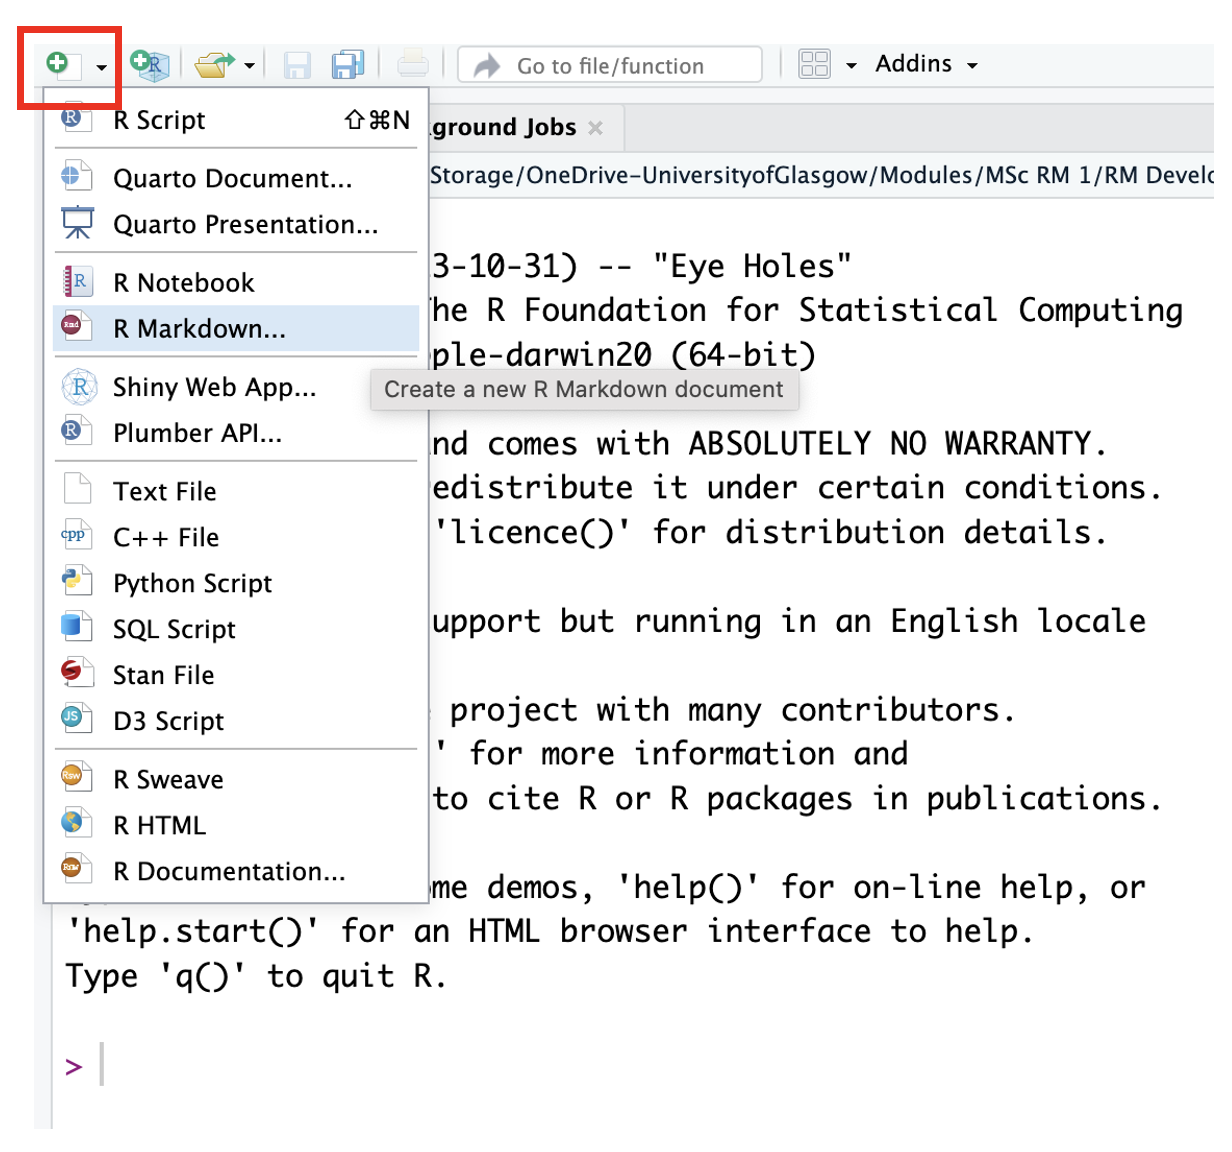 Go to file/function
Addins
R Script ⇧⌘N
ground Jobs
Storage/OneDrive-UniversityofGlasgow/Modules/MSc RM 1/RM Develo
Quarto Document...
Quarto Presentation...
R Notebook
R Markdown...
Shiny Web App...
Plumber API...
Text File
C++ File
Python Script
SQL Script
Stan File
D3 Script
R Sweave
R HTML
R Documentation...
Create a new R Markdown document
3-10-31) -- "Eye Holes"
he R Foundation for Statistical Computing
ple-darwin20 (64-bit)
nd comes with ABSOLUTELY NO WARRANTY.
redistribute it under certain conditions.
'licence()' for distribution details.
upport but running in an English locale
project with many contributors.
' for more information and
to cite R or R packages in publications.
me demos, 'help()' for on-line help, or
'help.start()' for an HTML browser interface to help.
Type 'q()' to quit R.
>